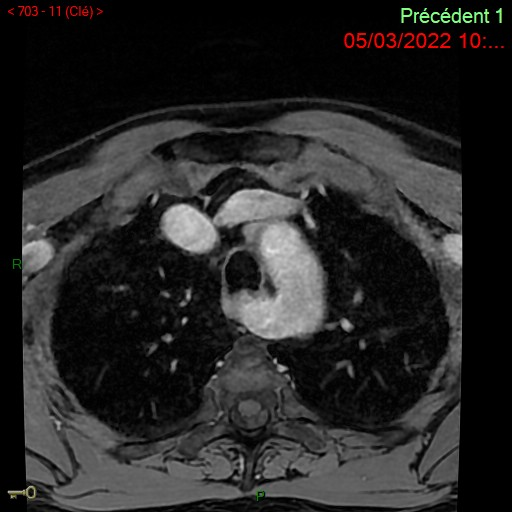 < 703 - 11 (Clé) >
Précédent 1
05/03/2022 10:...
R
P